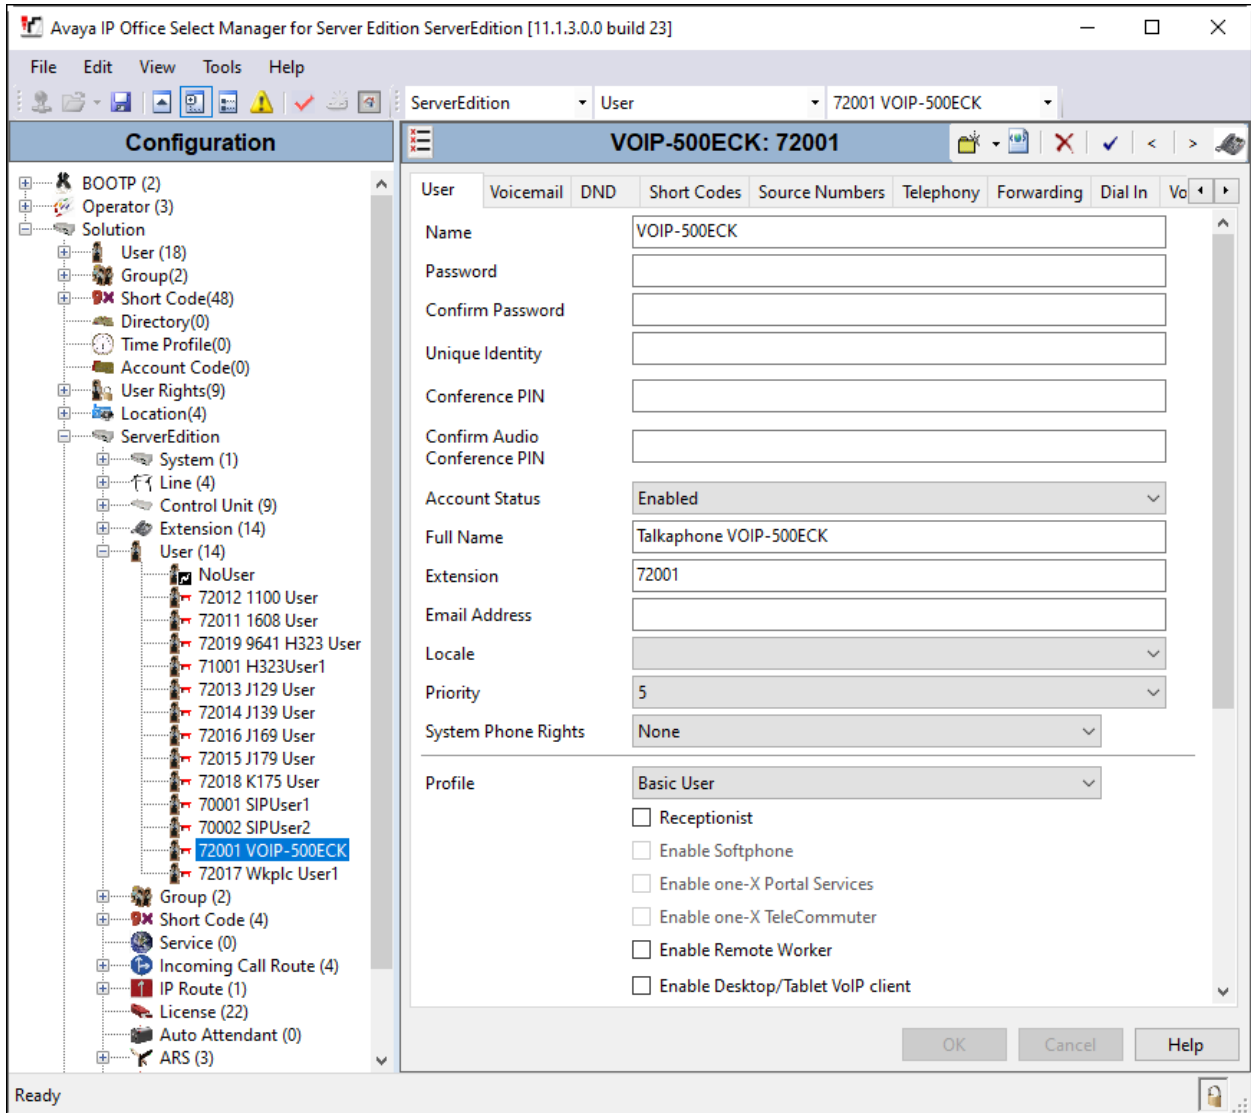 Avaya IP Office Select Manager for Server Edition ServerEdition [11.1.3.0.0 build 23]
File Edit View Tools Help
ServerEdition User 72001 VOIP-500ECK
Configuration
BOOTP (2)
Operator (3)
Solution
User (18)
Group(2)
Short Code(48)
Directory(0)
Time Profile(0)
Account Code(0)
User Rights(9)
Location(4)
ServerEdition
System (1)
Line (4)
Control Unit (9)
Extension (14)
User (14)
NoUser
72012 1100 User
72011 1608 User
72019 9641 H323 User
71001 H323User1
72013 J129 User
72014 J139 User
72016 J169 User
72015 J179 User
72018 K175 User
70001 SIPUser1
70002 SIPUser2
72001 VOIP-500ECK
72017 Wkplc User1
Group (2)
Short Code (4)
Service (0)
Incoming Call Route (4)
IP Route (1)
License (22)
Auto Attendant (0)
ARS (3)
VOIP-500ECK: 72001
User Voicemail DND Short Codes Source Numbers Telephony Forwarding Dial In Vo
Name VOIP-500ECK
Password
Confirm Password
Unique Identity
Conference PIN
Confirm Audio
Conference PIN
Account Status Enabled
Full Name Talkaphone VOIP-500ECK
Extension 72001
Email Address
Locale
Priority 5
System Phone Rights None
Profile Basic User
Receptionist
Enable Softphone
Enable one-X Portal Services
Enable one-X TeleCommuter
Enable Remote Worker
Enable Desktop/Tablet VoIP client
OK Cancel Help
Ready